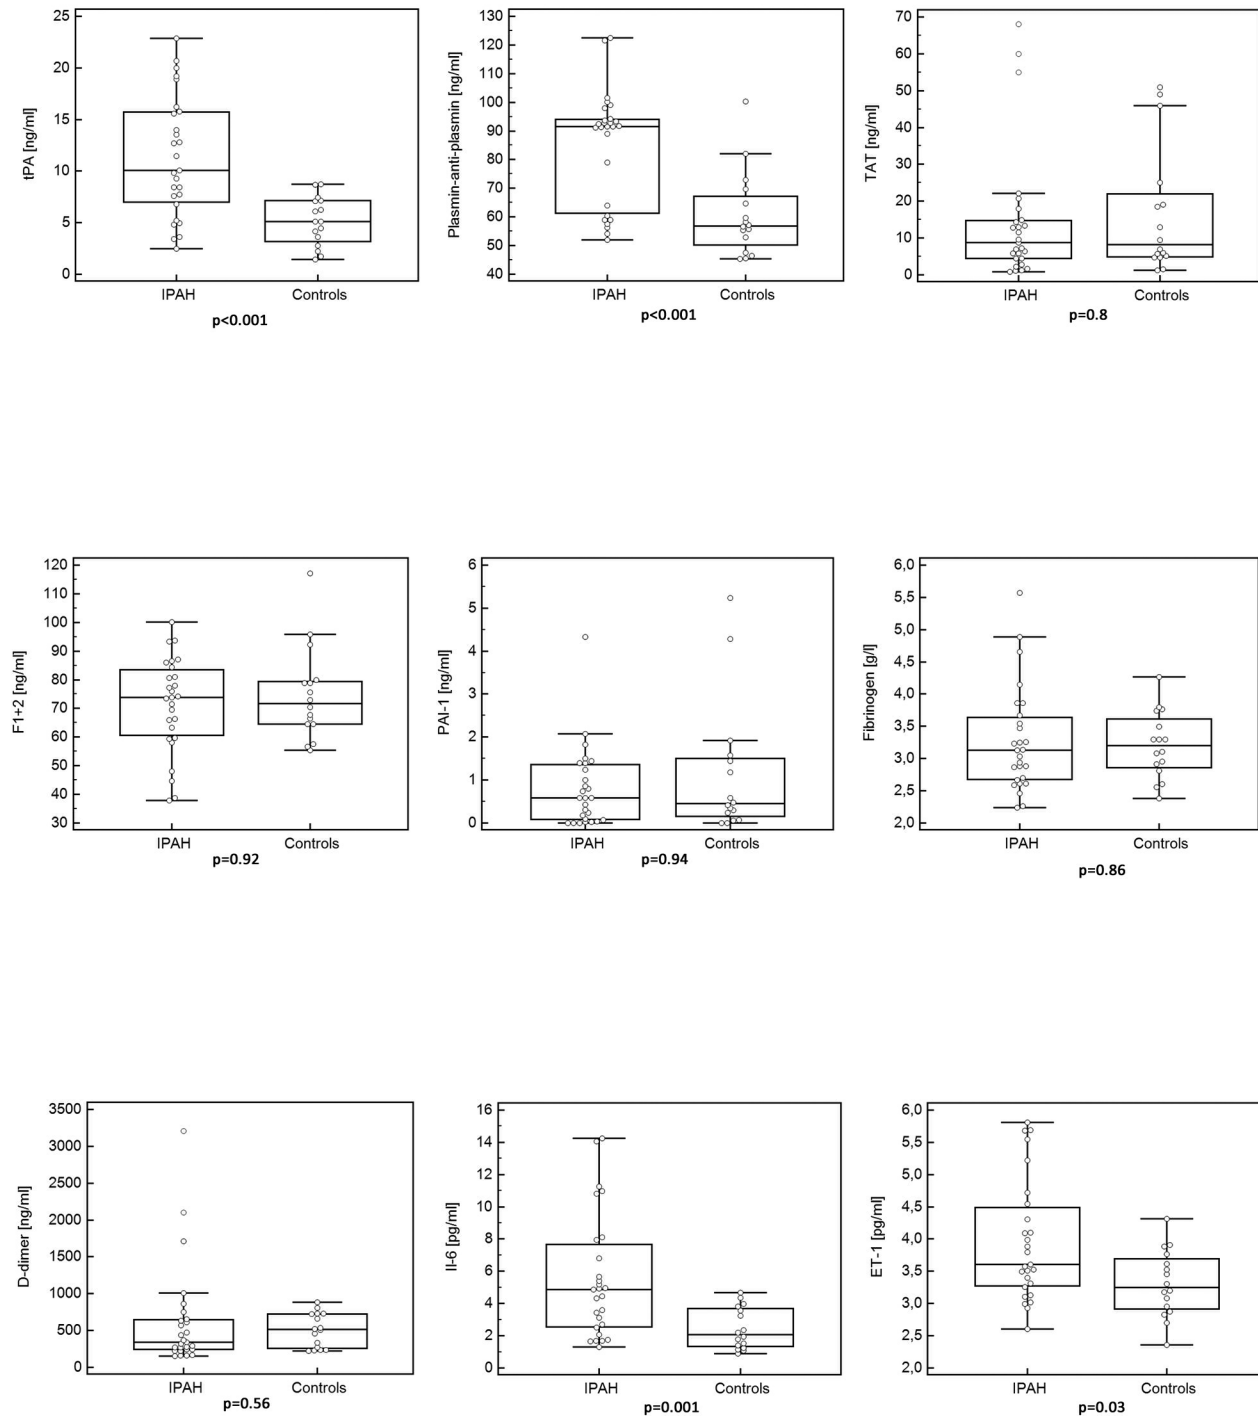 tPA [ng/ml]
25
20
15
10
5
0
IPAH Controls
p<0.001
Plasmin-anti-plasmin [ng/ml]
130
120
110
100
90
80
70
60
50
40
IPAH Controls
p<0.001
TAT [ng/ml]
70
60
50
40
30
20
10
0
IPAH Controls
p=0.8
F1+2 [ng/ml]
120
110
100
90
80
70
60
50
40
30
IPAH Controls
p=0.92
PAI-1 [ng/ml]
6
5
4
3
2
1
0
IPAH Controls
p=0.94
Fibrinogen [g/l]
6,0
5,5
5,0
4,5
4,0
3,5
3,0
2,5
2,0
IPAH Controls
p=0.86
D-dimer [ng/ml]
3500
3000
2500
2000
1500
1000
500
0
IPAH Controls
p=0.56
Il-6 [pg/ml]
16
14
12
10
8
6
4
2
0
IPAH Controls
p=0.001
ET-1 [pg/ml]
6,0
5,5
5,0
4,5
4,0
3,5
3,0
2,5
2,0
IPAH Controls
p=0.03